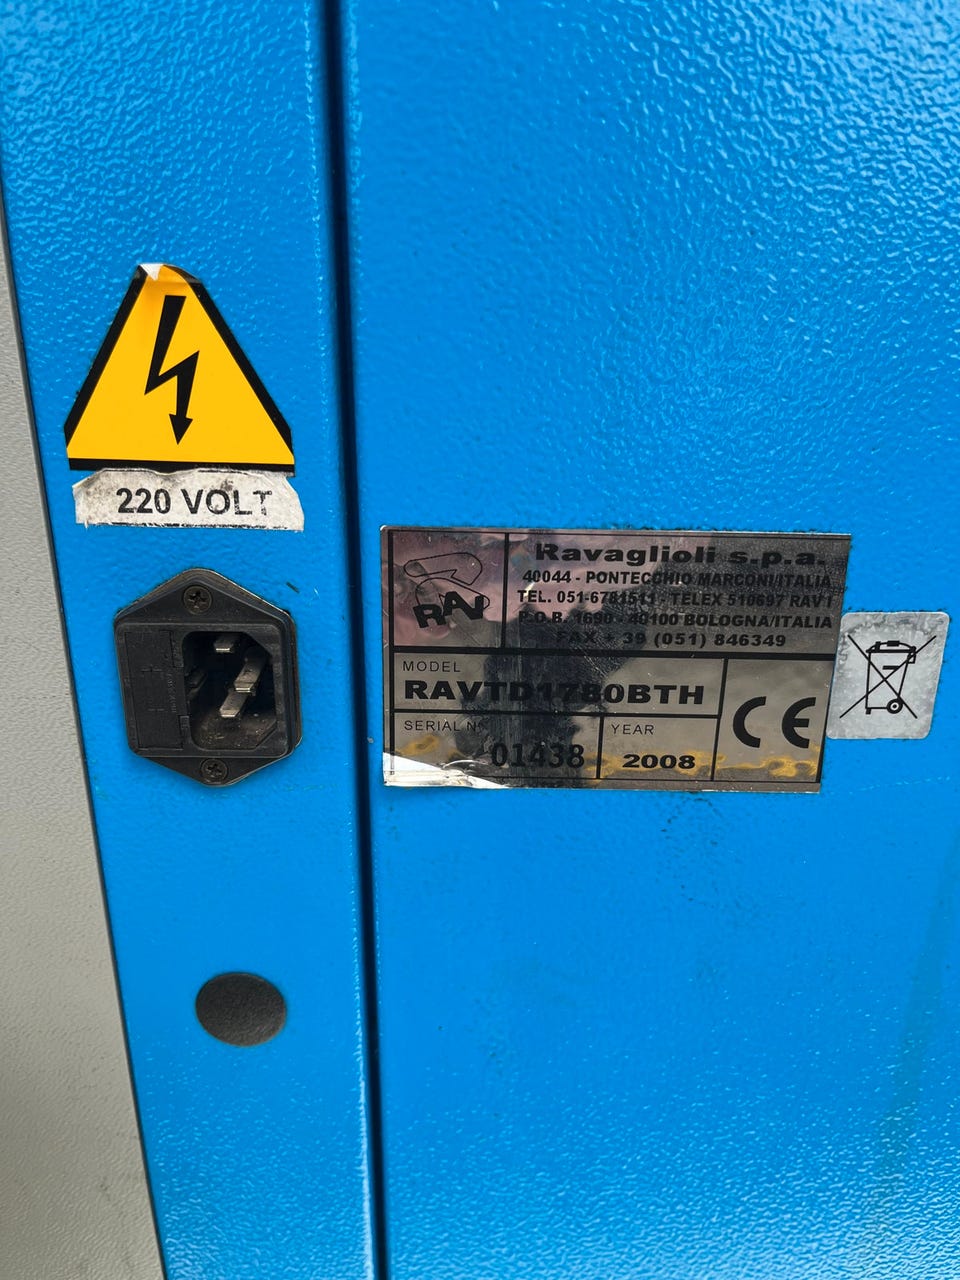 220 VOLT
RAV
Ravaglioli s.p.a.
40044 - PONTECCHIO MARCONI/ITALIA
TEL. 051-6781511 - TELEX 510697 RAV I
P.O.B. 1690 - 40100 BOLOGNA/ITALIA
FAX + 39 (051) 846349
MODEL
RAVTD1780BTH
SERIAL N°
01438
YEAR
2008
CE